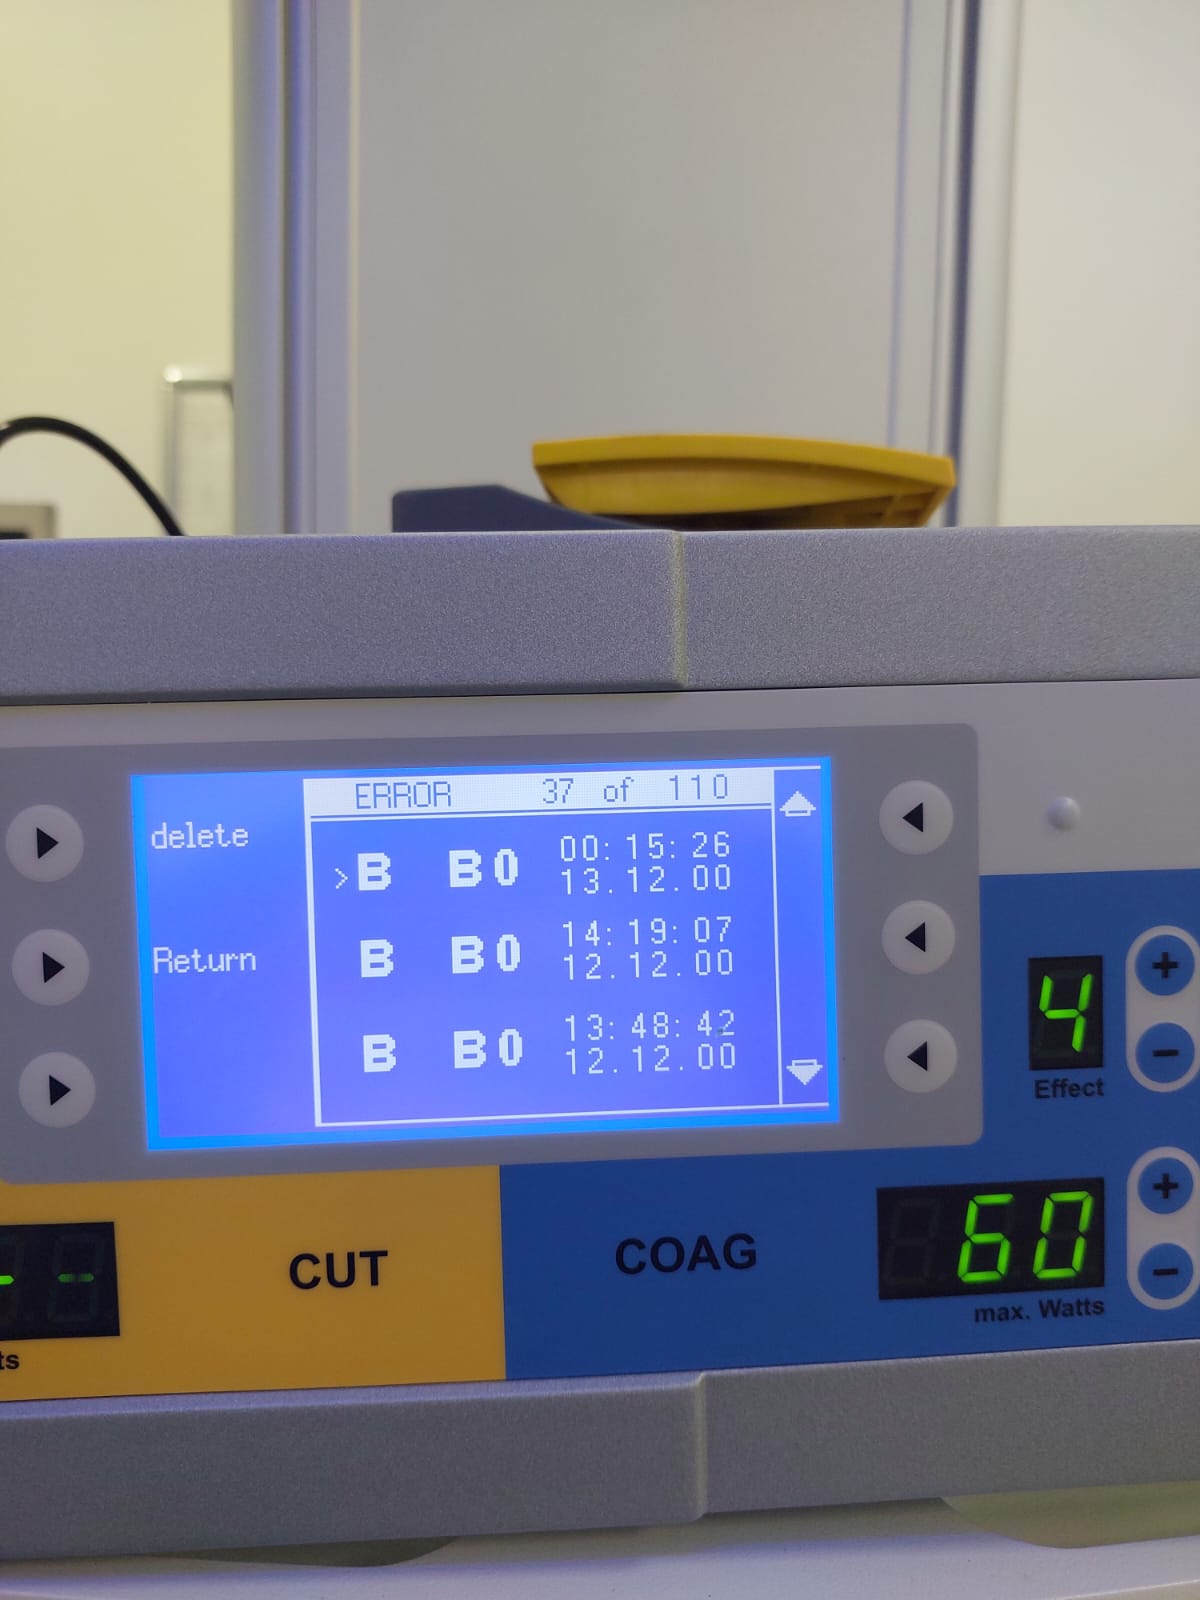 ERROR 37 of 110
delete
>B B0 00:15:26
13.12.00
B B0 14:19:07
12.12.00
Return
B B0 13:48:42
12.12.00
4
Effect
CUT
COAG
60
max. Watts